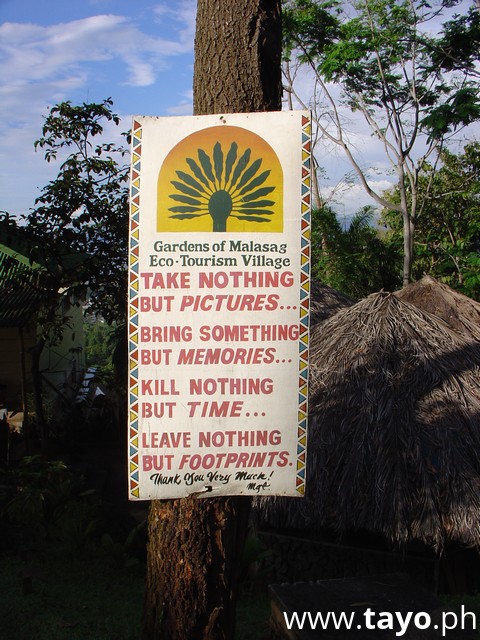 Gardens of Malasag
Eco-Tourism Village
TAKE NOTHING
BUT PICTURES...
BRING SOMETHING
BUT MEMORIES...
KILL NOTHING
BUT TIME...
LEAVE NOTHING
BUT FOOTPRINTS.
Thank You Very Much!
www.tayo.ph